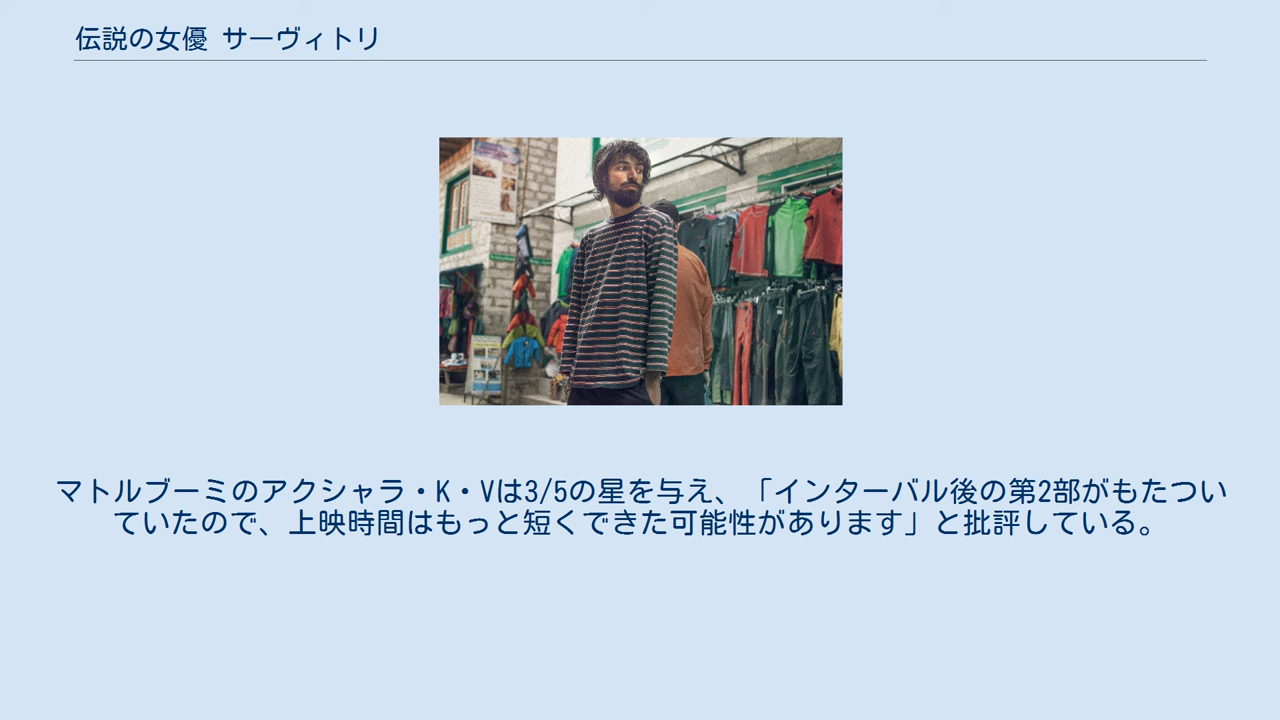 伝説の女優 サーヴィトリ
マトルブーミのアクシャラ・K・Vは3/5の星を与え、「インターバル後の第2部がもたつい
ていたので、上映時間はもっと短くできた可能性があります」と批評している。